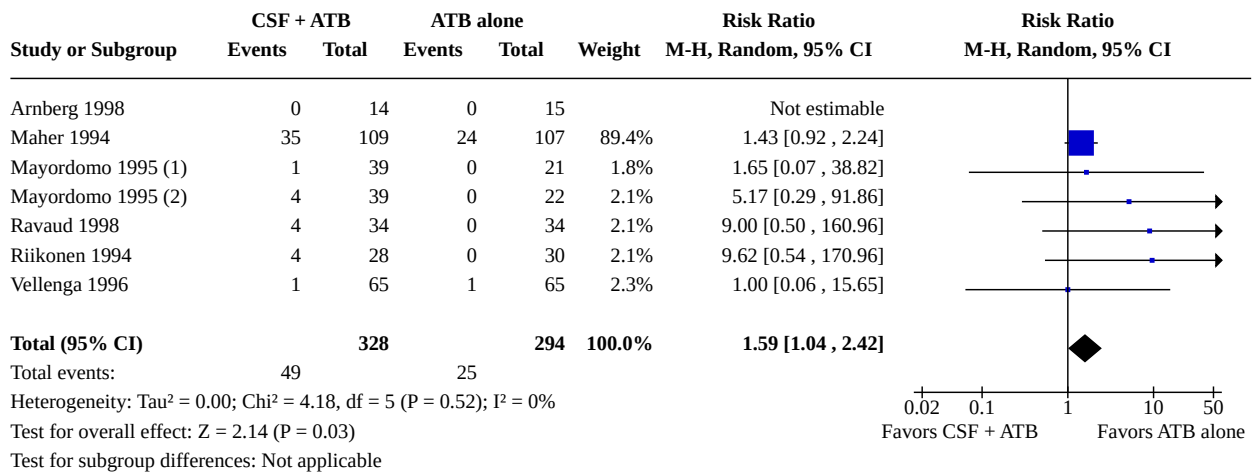 CSF + ATB ATB alone Risk Ratio Risk Ratio
Study or Subgroup Events Total Events Total Weight M-H, Random, 95% CI M-H, Random, 95% CI
Arnberg 1998 0 14 0 15 Not estimable
Maher 1994 35 109 24 107 89.4% 1.43 [0.92 , 2.24]
Mayordomo 1995 (1) 1 39 0 21 1.8% 1.65 [0.07 , 38.82]
Mayordomo 1995 (2) 4 39 0 22 2.1% 5.17 [0.29 , 91.86]
Ravaud 1998 4 34 0 34 2.1% 9.00 [0.50 , 160.96]
Riikonen 1994 4 28 0 30 2.1% 9.62 [0.54 , 170.96]
Vellenga 1996 1 65 1 65 2.3% 1.00 [0.06 , 15.65]
Total (95% CI) 328 294 100.0% 1.59 [1.04 , 2.42]
Total events: 49 25
Heterogeneity: Tau² = 0.00; Chi² = 4.18, df = 5 (P = 0.52); I² = 0%
0.02 0.1 1 10 50
Test for overall effect: Z = 2.14 (P = 0.03)
Favors CSF + ATB Favors ATB alone
Test for subgroup differences: Not applicable